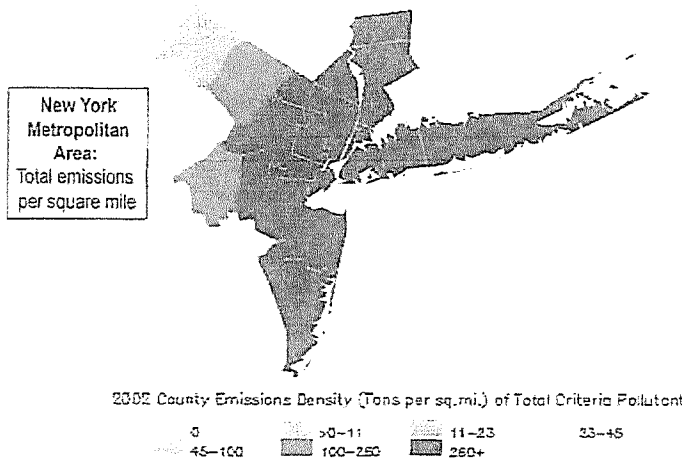 New York
Metropolitan
Area:
Total emissions
per square mile
2002 County Emissions Density (Tons per sq.mi.) of Total Criteria Pollutant
0 >0-11 11-23 23-45
45-100 100-250 250+